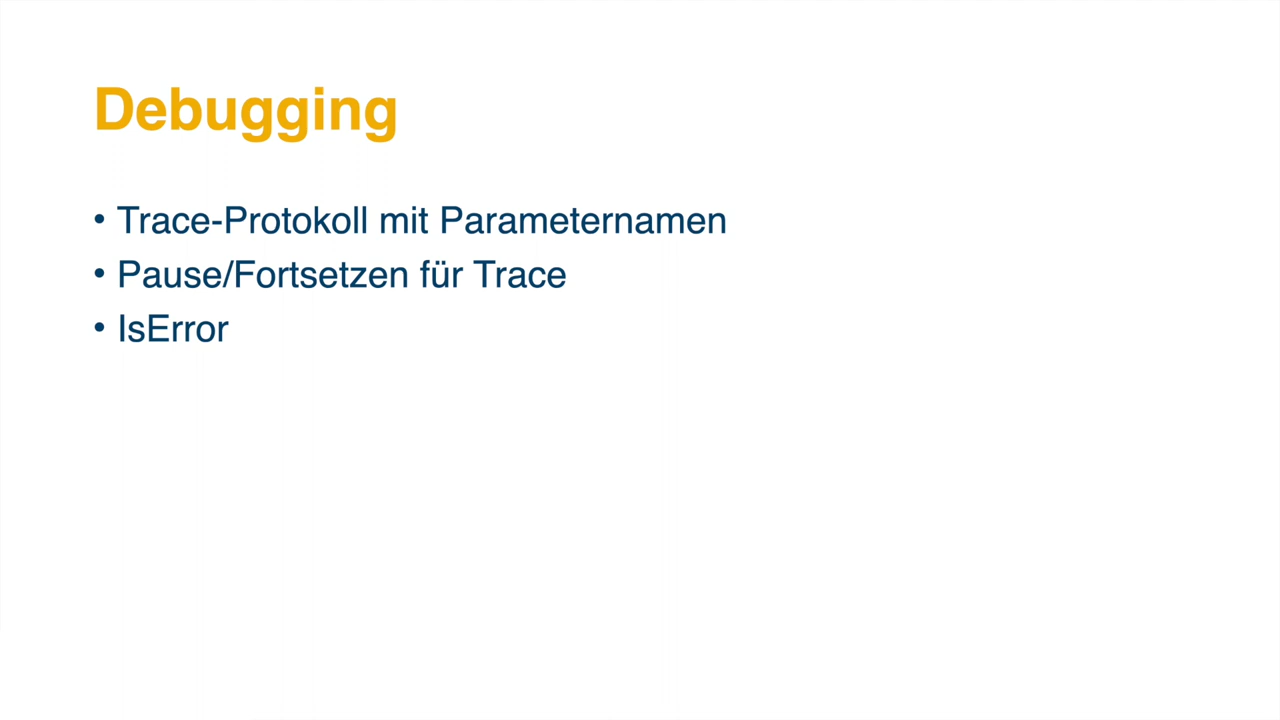 Debugging
• Trace-Protokoll mit Parameternamen
• Pause/Fortsetzen für Trace
• IsError